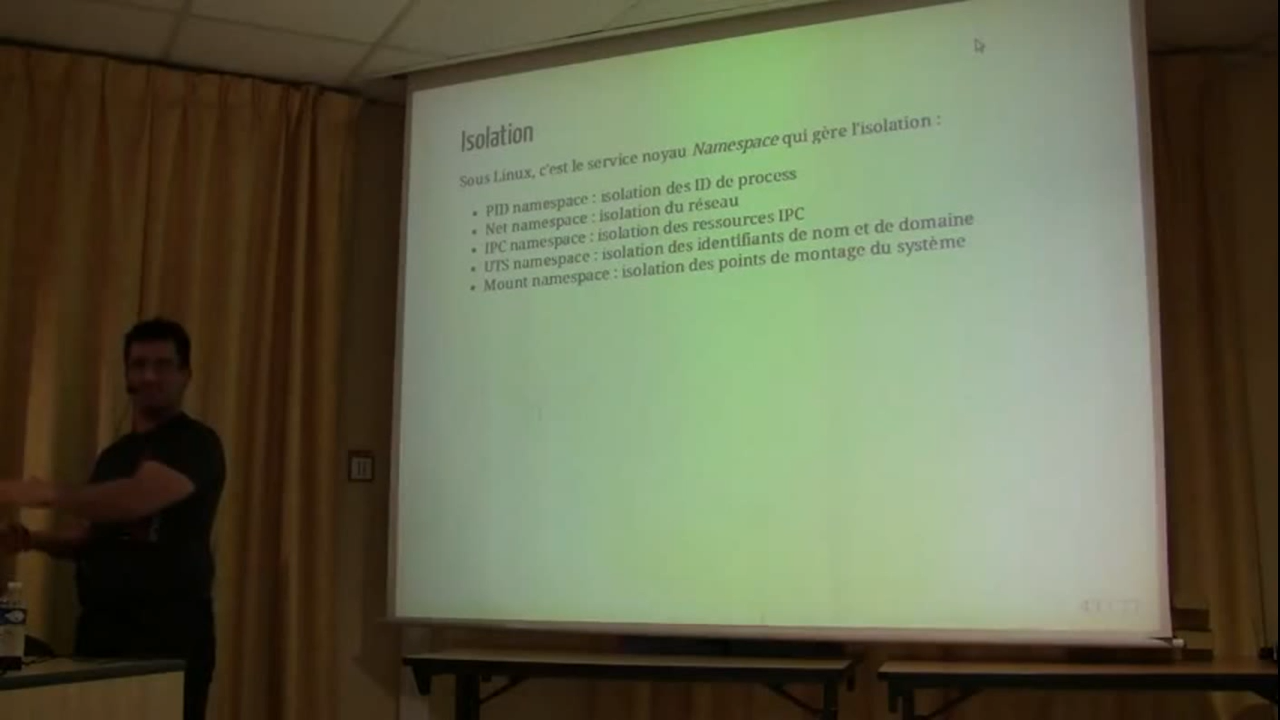 Isolation
Sous Linux, c'est le service noyau Namespace qui gère l'isolation :
• PID namespace : isolation des ID de process
• Net namespace : isolation du réseau
• IPC namespace : isolation des ressources IPC
• UTS namespace : isolation des identifiants de nom et de domaine
• Mount namespace : isolation des points de montage du système